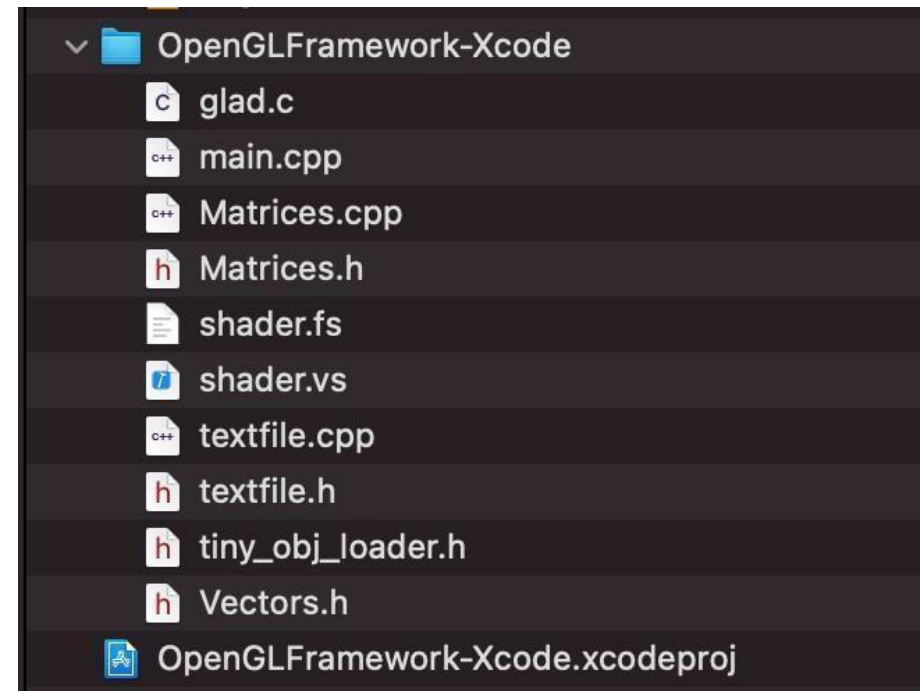 OpenGLFramework-Xcode
C glad.c
c++ main.cpp
c++ Matrices.cpp
h Matrices.h
shader.fs
shader.vs
c++ textfile.cpp
h textfile.h
h tiny_obj_loader.h
h Vectors.h
OpenGLFramework-Xcode.xcodeproj